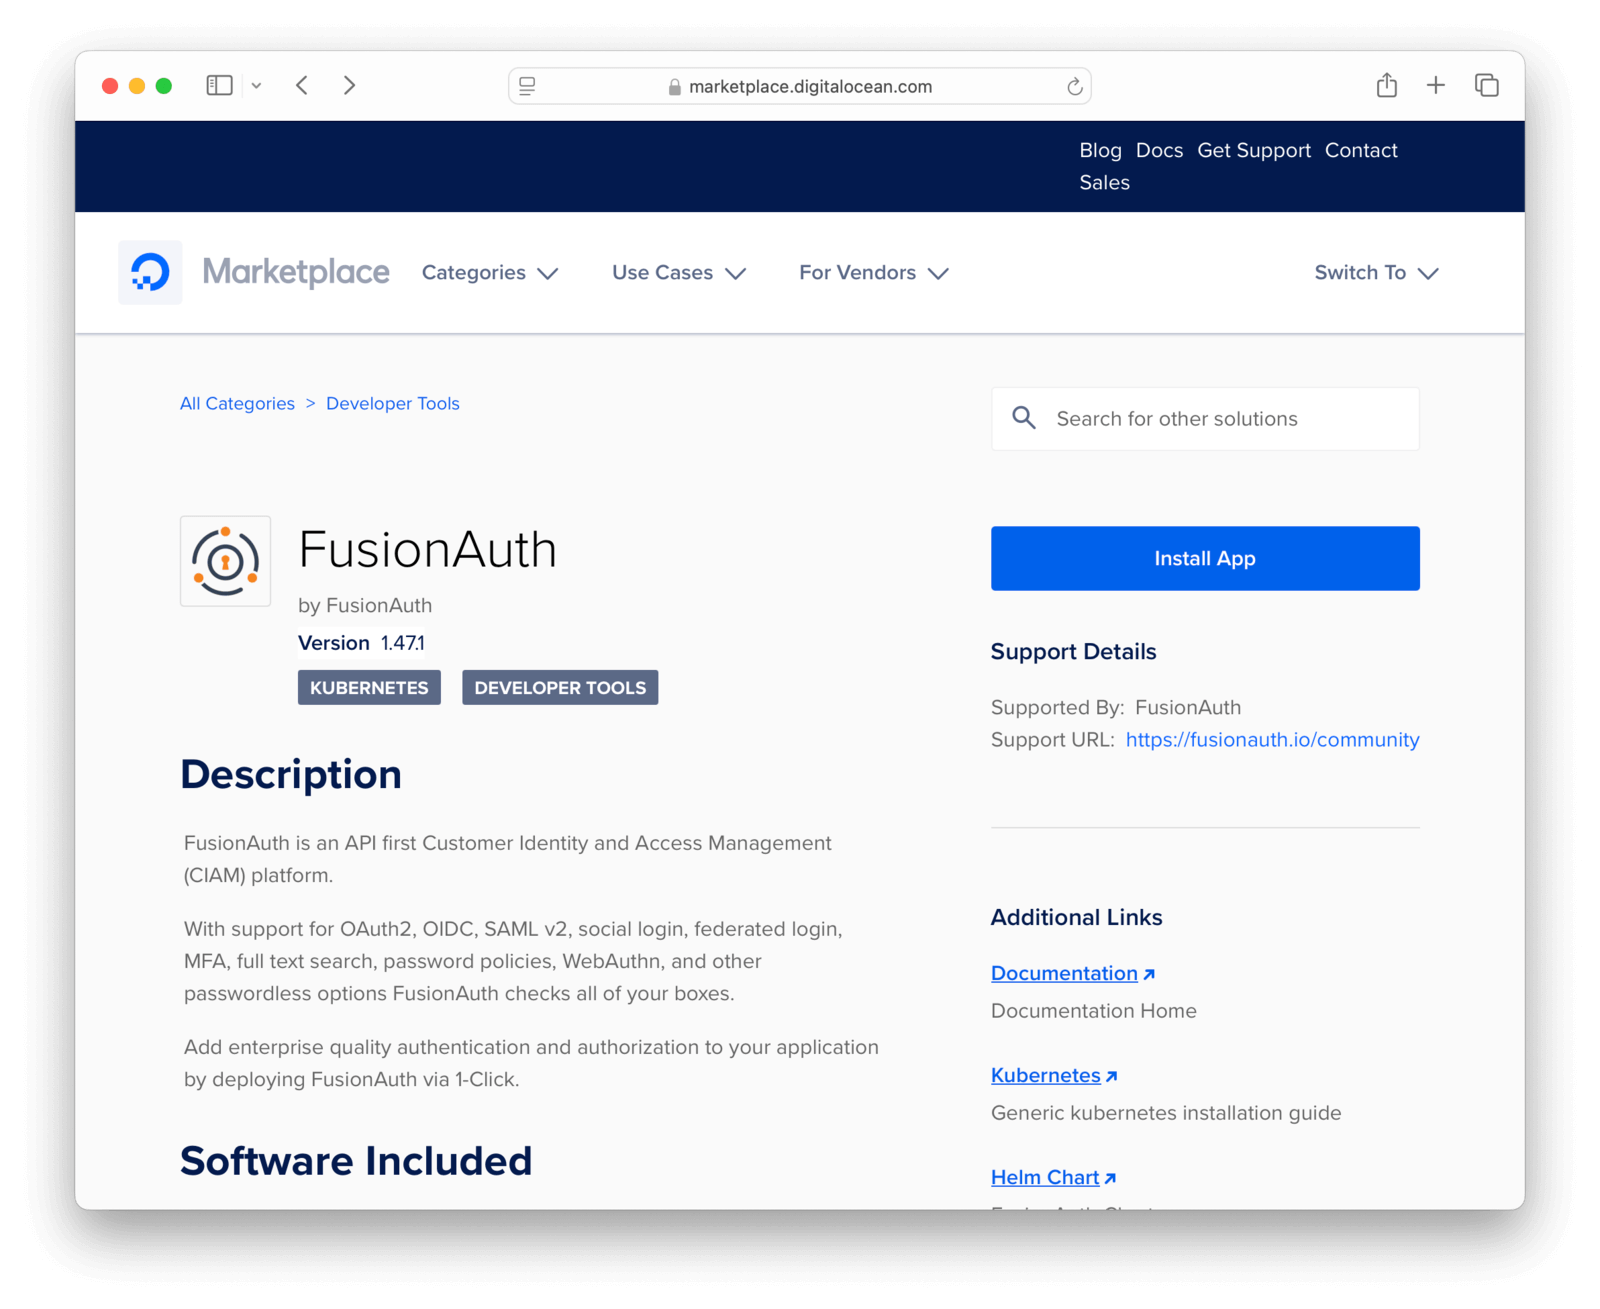 marketplace.digitalocean.com
Blog Docs Get Support Contact
Sales
Marketplace Categories Use Cases For Vendors Switch To
All Categories > Developer Tools
Search for other solutions
FusionAuth
by FusionAuth
Version 1.47.1
KUBERNETES DEVELOPER TOOLS
Install App
Support Details
Supported By: FusionAuth
Support URL: https://fusionauth.io/community
Description
FusionAuth is an API first Customer Identity and Access Management
(CIAM) platform.
With support for OAuth2, OIDC, SAML v2, social login, federated login,
MFA, full text search, password policies, WebAuthn, and other
passwordless options FusionAuth checks all of your boxes.
Add enterprise quality authentication and authorization to your application
by deploying FusionAuth via 1-Click.
Software Included
Additional Links
Documentation
Documentation Home
Kubernetes
Generic kubernetes installation guide
Helm Chart